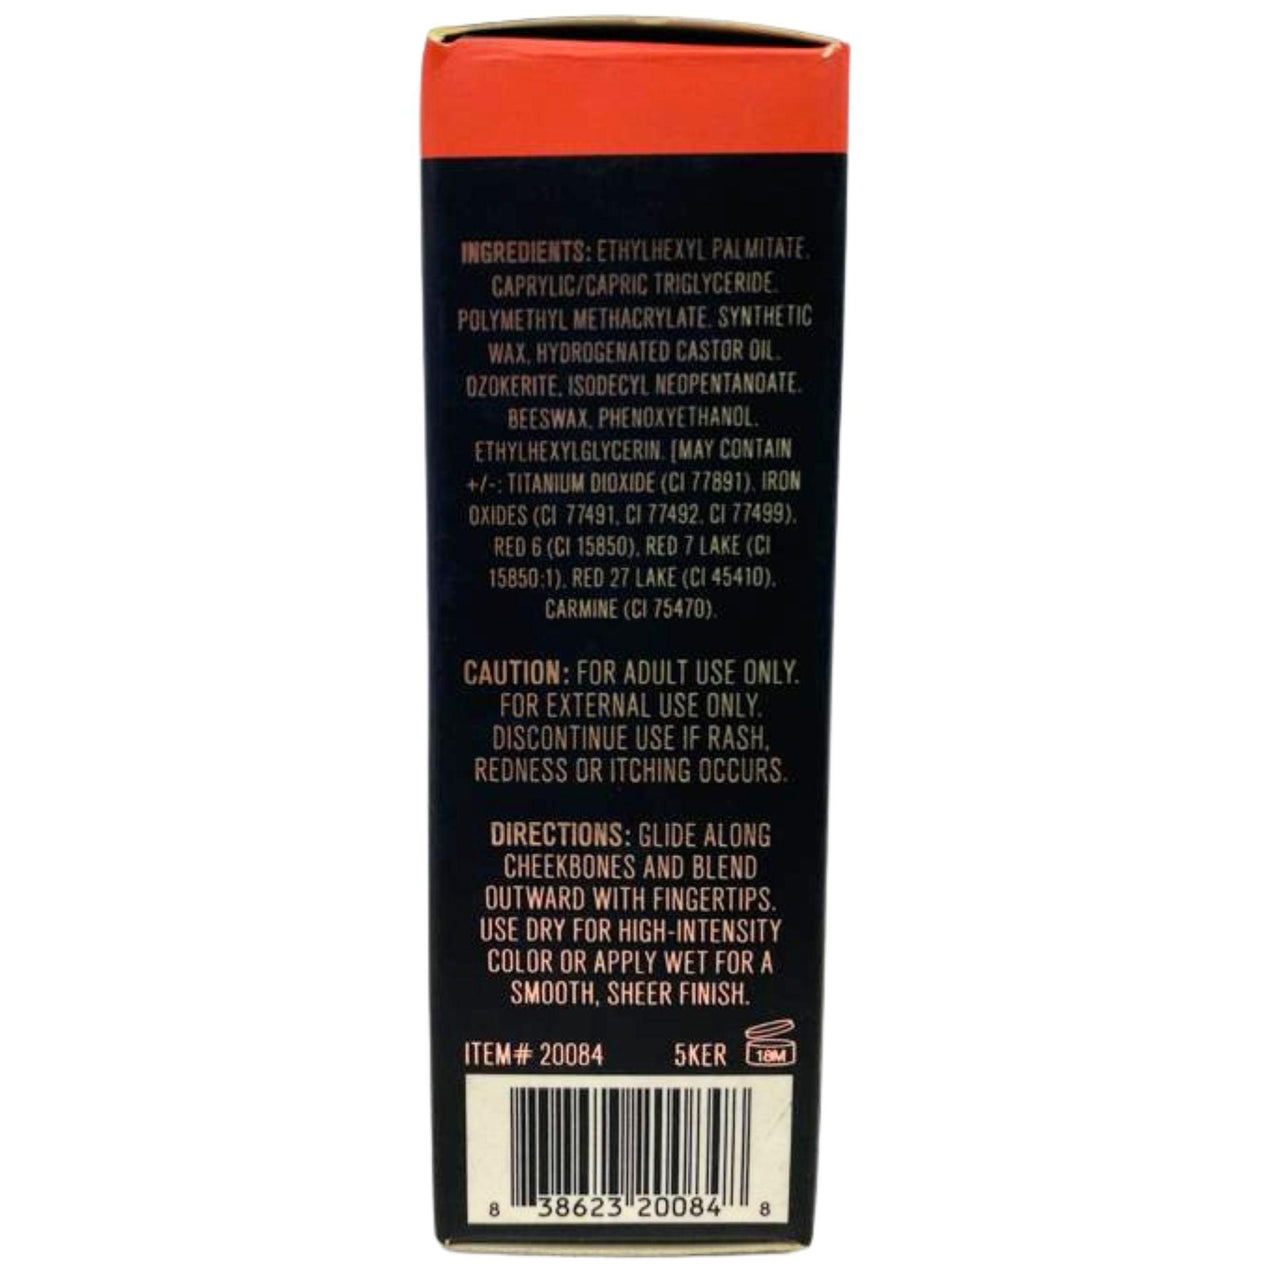 INGREDIENTS: ETHYLHEXYL PALMITATE,
CAPRYLIC/CAPRIC TRIGLYCERIDE,
POLYMETHYL METHACRYLATE, SYNTHETIC
WAX, HYDROGENATED CASTOR OIL,
OZOKERITE, ISODECYL NEOPENTANOATE,
BEESWAX, PHENOXYETHANOL,
ETHYLHEXYLGLYCERIN. [MAY CONTAIN
+/-: TITANIUM DIOXIDE (CI 77891), IRON
OXIDES (CI 77491, CI 77492, CI 77499),
RED 6 (CI 15850), RED 7 LAKE (CI
15850:1), RED 27 LAKE (CI 45410),
CARMINE (CI 75470).
CAUTION: FOR ADULT USE ONLY.
FOR EXTERNAL USE ONLY.
DISCONTINUE USE IF RASH,
REDNESS OR ITCHING OCCURS.
DIRECTIONS: GLIDE ALONG
CHEEKBONES AND BLEND
OUTWARD WITH FINGERTIPS.
USE DRY FOR HIGH-INTENSITY
COLOR OR APPLY WET FOR A
SMOOTH, SHEER FINISH.
ITEM# 20084 5KER 18M
8 38623 20084 8